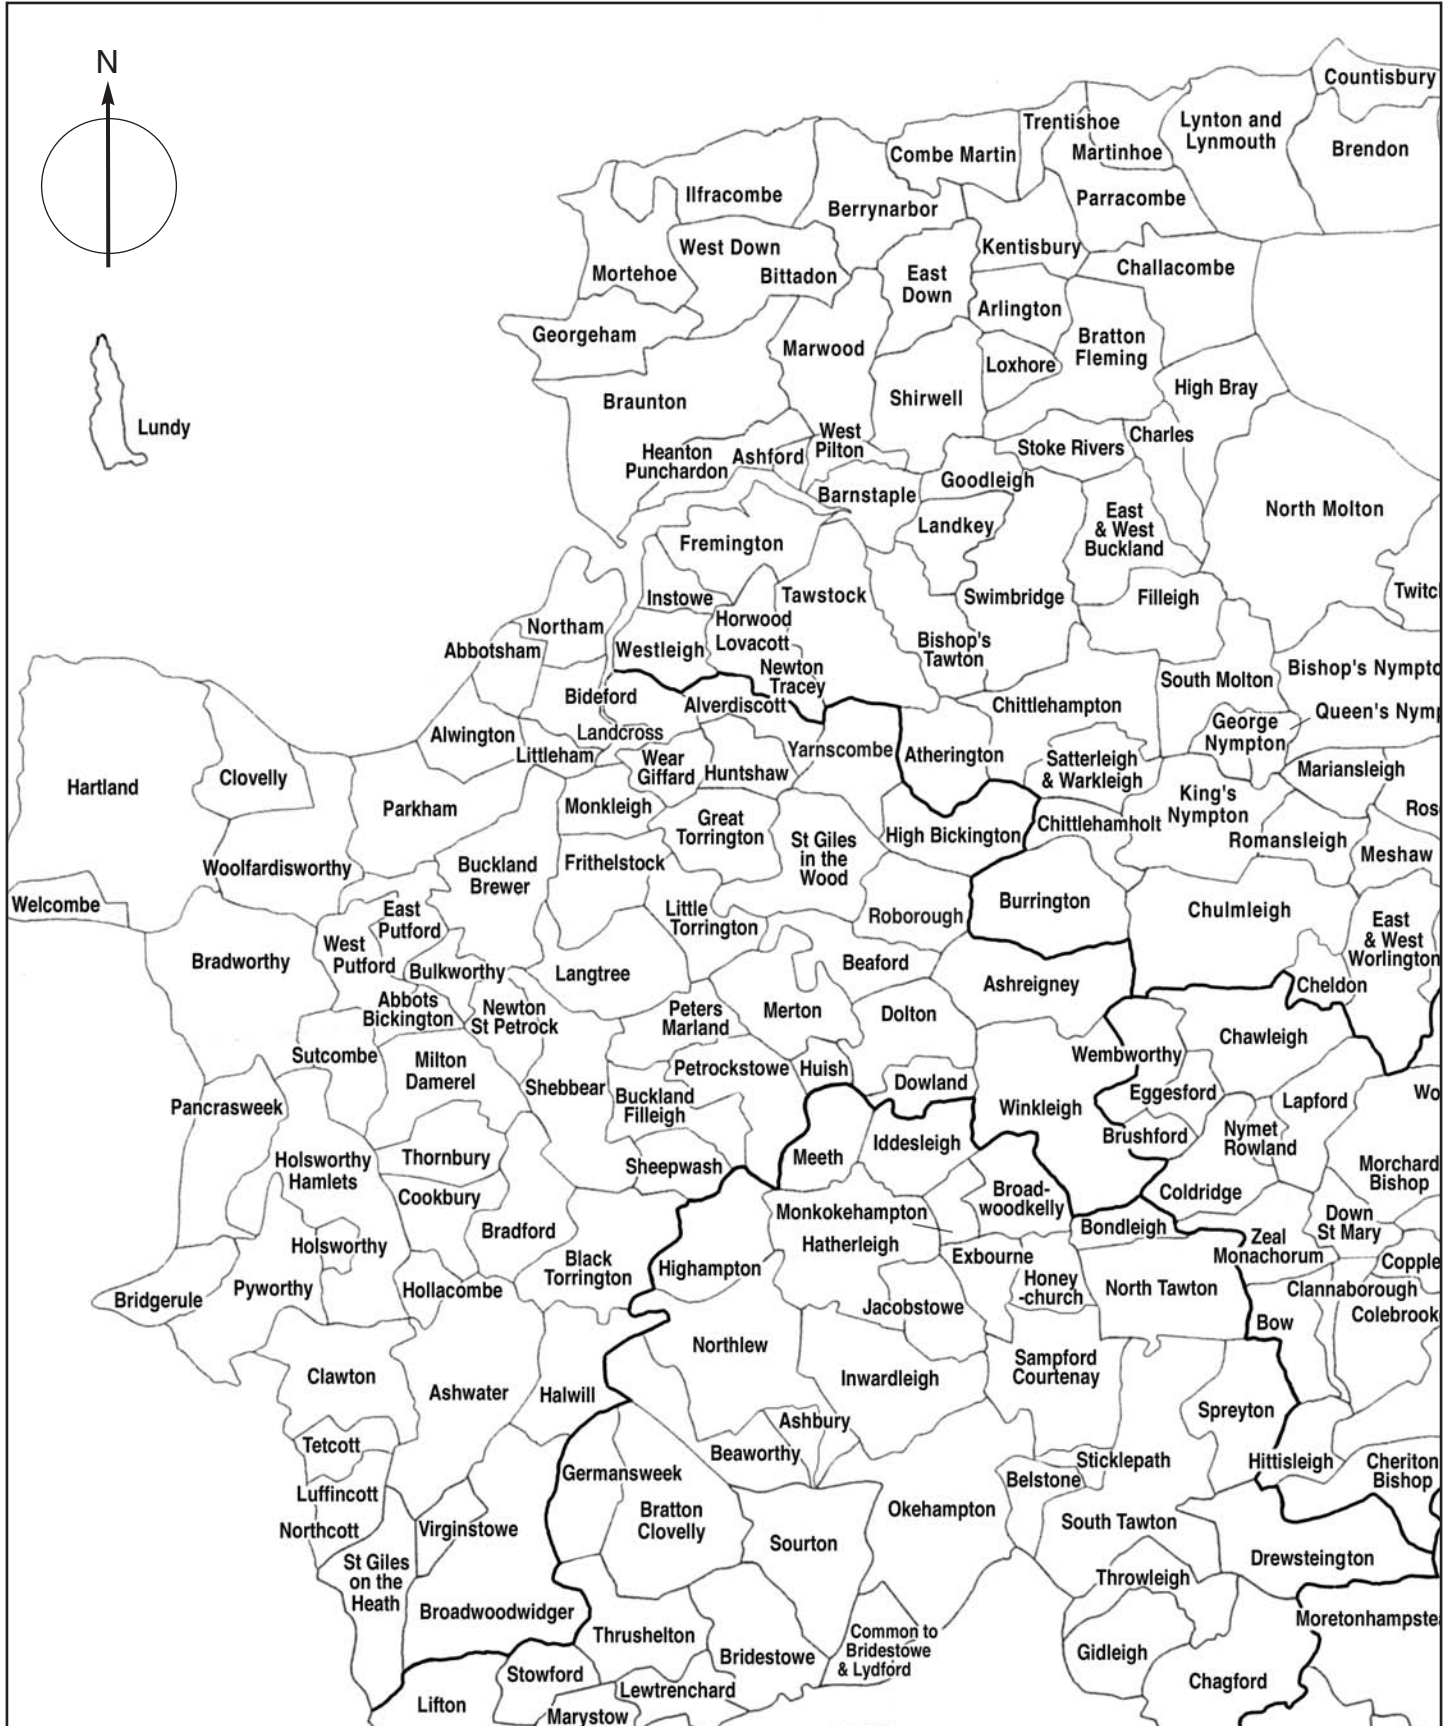 N
Countisbury
Trentishoe
Lynton and
Lynmouth
Brendon
Combe Martin
Martinhoe
Ilfracombe
Berrynarbor
Parracombe
West Down
Kentisbury
Mortehoe
Bittadon
East
Down
Challacombe
Georgeham
Arlington
Marwood
Bratton
Fleming
Loxhore
Braunton
Shirwell
High Bray
Lundy
West
Pilton
Charles
Heanton
Punchardon
Ashford
Stoke Rivers
Barnstaple
Goodleigh
Landkey
East
& West
Buckland
North Molton
Fremington
Instowe
Tawstock
Swimbridge
Filleigh
Twitc
Northam
Horwood
Lovacott
Abbotsham
Westleigh
Bishop's
Tawton
Newton
Tracey
South Molton
Bishop's Nympto
Bideford
Alverdiscott
Chittlehampton
Queen's Nym
George
Nympton
Alwington
Landcross
Littleham
Yarnscombe
Atherington
Satterleigh
& Warkleigh
Wear
Giffard
Huntshaw
Mariansleigh
Hartland
Clovelly
Parkham
Monkleigh
King's
Nympton
Ros
Great
Torrington
High Bickington
Chittlehamholt
Romansleigh
Meshaw
St Giles
in the
Wood
Woolfardisworthy
Buckland
Brewer
Frithelstock
Welcombe
East
Putford
Little
Torrington
Roborough
Burrington
Chulmleigh
East
& West
Worlington
Bradworthy
West
Putford
Bulkworthy
Langtree
Beaford
Ashreigney
Cheldon
Abbots
Bickington
Newton
St Petrock
Peters
Marland
Merton
Dolton
Chawleigh
Sutcombe
Milton
Damerel
Wembworthy
Petrockstowe
Huish
Dowland
Shebbear
Buckland
Filleigh
Eggesford
Wo
Pancrasweek
Winkleigh
Lapford
Brushford
Nymet
Rowland
Thornbury
Meeth
Iddesleigh
Holsworthy
Hamlets
Sheepwash
Morchard
Bishop
Cookbury
Broad-
woodkelly
Coldridge
Monkokehampton
Down
St Mary
Bradford
Bondleigh
Holsworthy
Hatherleigh
Zeal
Monachorum
Black
Torrington
Highampton
Exbourne
Copple
Pyworthy
Hollacombe
Honey
-church
North Tawton
Clannaborough
Bridgerule
Jacobstowe
Bow
Colebrook
Northlew
Clawton
Ashwater
Halwill
Inwardleigh
Sampford
Courtenay
Spreyton
Ashbury
Tetcott
Beaworthy
Sticklepath
Hittisleigh
Cheriton
Bishop
Germansweek
Belstone
Luffincott
Bratton
Clovelly
Okehampton
Northcott
Virginstowe
Sourton
South Tawton
Drewsteington
St Giles
on the
Heath
Throwleigh
Broadwoodwidger
Moretonhampste
Thrushelton
Common to
Bridestowe
& Lydford
Bridestowe
Gidleigh
Stowford
Chagford
Lewtrenchard
Lifton
Marystow